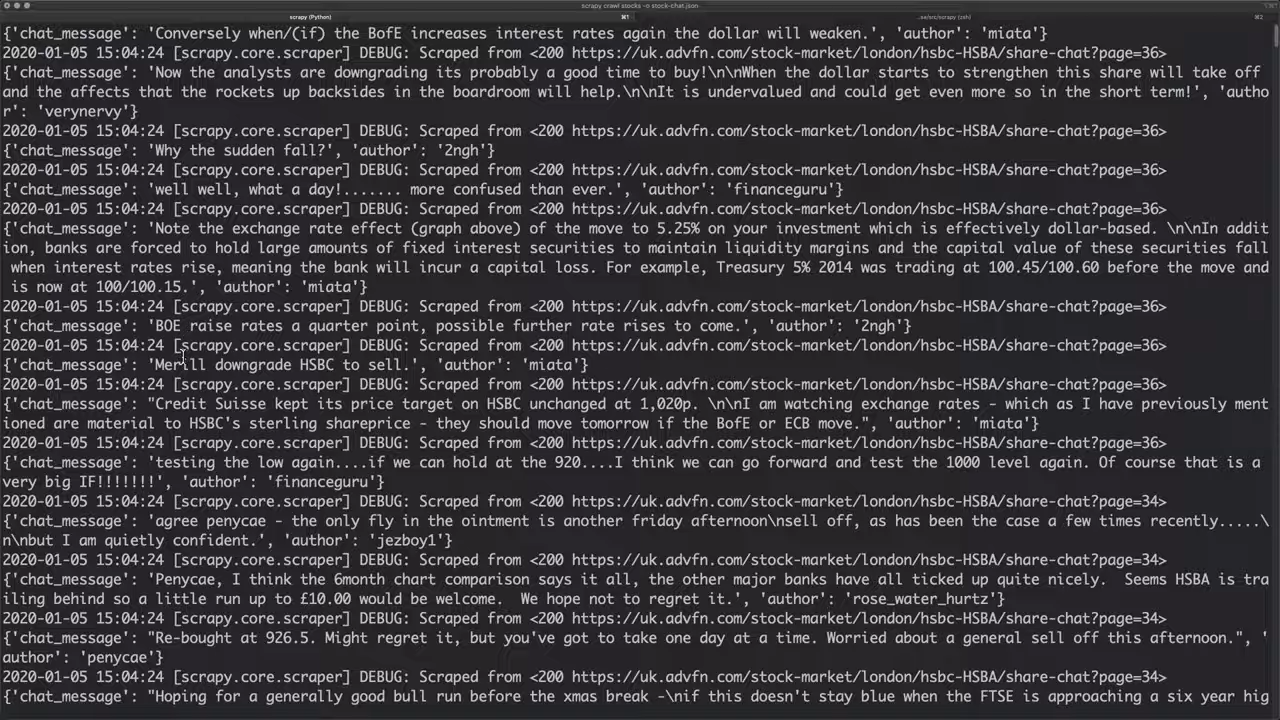 scrapy crawl stocks -o stock-chat.json
scrapy (Python) ⌘1 ..se/src/scrapy (zsh) ⌘2
{'chat_message': 'Conversely when/(if) the BofE increases interest rates again the dollar will weaken.', 'author': 'miata'}
2020-01-05 15:04:24 [scrapy.core.scraper] DEBUG: Scraped from <200 https://uk.advfn.com/stock-market/london/hsbc-HSBA/share-chat?page=36>
{'chat_message': 'Now the analysts are downgrading its probably a good time to buy!\n\nWhen the dollar starts to strengthen this share will take off
and the affects that the rockets up backsides in the boardroom will help.\n\nIt is undervalued and could get even more so in the short term!', 'autho
r': 'verynervy'}
2020-01-05 15:04:24 [scrapy.core.scraper] DEBUG: Scraped from <200 https://uk.advfn.com/stock-market/london/hsbc-HSBA/share-chat?page=36>
{'chat_message': 'Why the sudden fall?', 'author': '2ngh'}
2020-01-05 15:04:24 [scrapy.core.scraper] DEBUG: Scraped from <200 https://uk.advfn.com/stock-market/london/hsbc-HSBA/share-chat?page=36>
{'chat_message': 'well well, what a day!....... more confused than ever.', 'author': 'financeguru'}
2020-01-05 15:04:24 [scrapy.core.scraper] DEBUG: Scraped from <200 https://uk.advfn.com/stock-market/london/hsbc-HSBA/share-chat?page=36>
{'chat_message': 'Note the exchange rate effect (graph above) of the move to 5.25% on your investment which is effectively dollar-based. \n\nIn addit
ion, banks are forced to hold large amounts of fixed interest securities to maintain liquidity margins and the capital value of these securities fall
when interest rates rise, meaning the bank will incur a capital loss. For example, Treasury 5% 2014 was trading at 100.45/100.60 before the move and
is now at 100/100.15.', 'author': 'miata'}
2020-01-05 15:04:24 [scrapy.core.scraper] DEBUG: Scraped from <200 https://uk.advfn.com/stock-market/london/hsbc-HSBA/share-chat?page=36>
{'chat_message': 'BOE raise rates a quarter point, possible further rate rises to come.', 'author': '2ngh'}
2020-01-05 15:04:24 [scrapy.core.scraper] DEBUG: Scraped from <200 https://uk.advfn.com/stock-market/london/hsbc-HSBA/share-chat?page=36>
{'chat_message': 'Merill downgrade HSBC to sell.', 'author': 'miata'}
2020-01-05 15:04:24 [scrapy.core.scraper] DEBUG: Scraped from <200 https://uk.advfn.com/stock-market/london/hsbc-HSBA/share-chat?page=36>
{'chat_message': "Credit Suisse kept its price target on HSBC unchanged at 1,020p. \n\nI am watching exchange rates - which as I have previously ment
ioned are material to HSBC's sterling shareprice - they should move tomorrow if the BofE or ECB move.", 'author': 'miata'}
2020-01-05 15:04:24 [scrapy.core.scraper] DEBUG: Scraped from <200 https://uk.advfn.com/stock-market/london/hsbc-HSBA/share-chat?page=36>
{'chat_message': 'testing the low again....if we can hold at the 920....I think we can go forward and test the 1000 level again. Of course that is a
very big IF!!!!!!!', 'author': 'financeguru'}
2020-01-05 15:04:24 [scrapy.core.scraper] DEBUG: Scraped from <200 https://uk.advfn.com/stock-market/london/hsbc-HSBA/share-chat?page=34>
{'chat_message': 'agree penycae - the only fly in the ointment is another friday afternoon\nsell off, as has been the case a few times recently.....\
n\nbut I am quietly confident.', 'author': 'jezboy1'}
2020-01-05 15:04:24 [scrapy.core.scraper] DEBUG: Scraped from <200 https://uk.advfn.com/stock-market/london/hsbc-HSBA/share-chat?page=34>
{'chat_message': 'Penycae, I think the 6month chart comparison says it all, the other major banks have all ticked up quite nicely.  Seems HSBA is tra
iling behind so a little run up to £10.00 would be welcome.  We hope not to regret it.', 'author': 'rose_water_hurtz'}
2020-01-05 15:04:24 [scrapy.core.scraper] DEBUG: Scraped from <200 https://uk.advfn.com/stock-market/london/hsbc-HSBA/share-chat?page=34>
{'chat_message': "Re-bought at 926.5. Might regret it, but you've got to take one day at a time. Worried about a general sell off this afternoon.", '
author': 'penycae'}
2020-01-05 15:04:24 [scrapy.core.scraper] DEBUG: Scraped from <200 https://uk.advfn.com/stock-market/london/hsbc-HSBA/share-chat?page=34>
{'chat_message': "Hoping for a generally good bull run before the xmas break -\nif this doesn't stay blue when the FTSE is approaching a six year hig